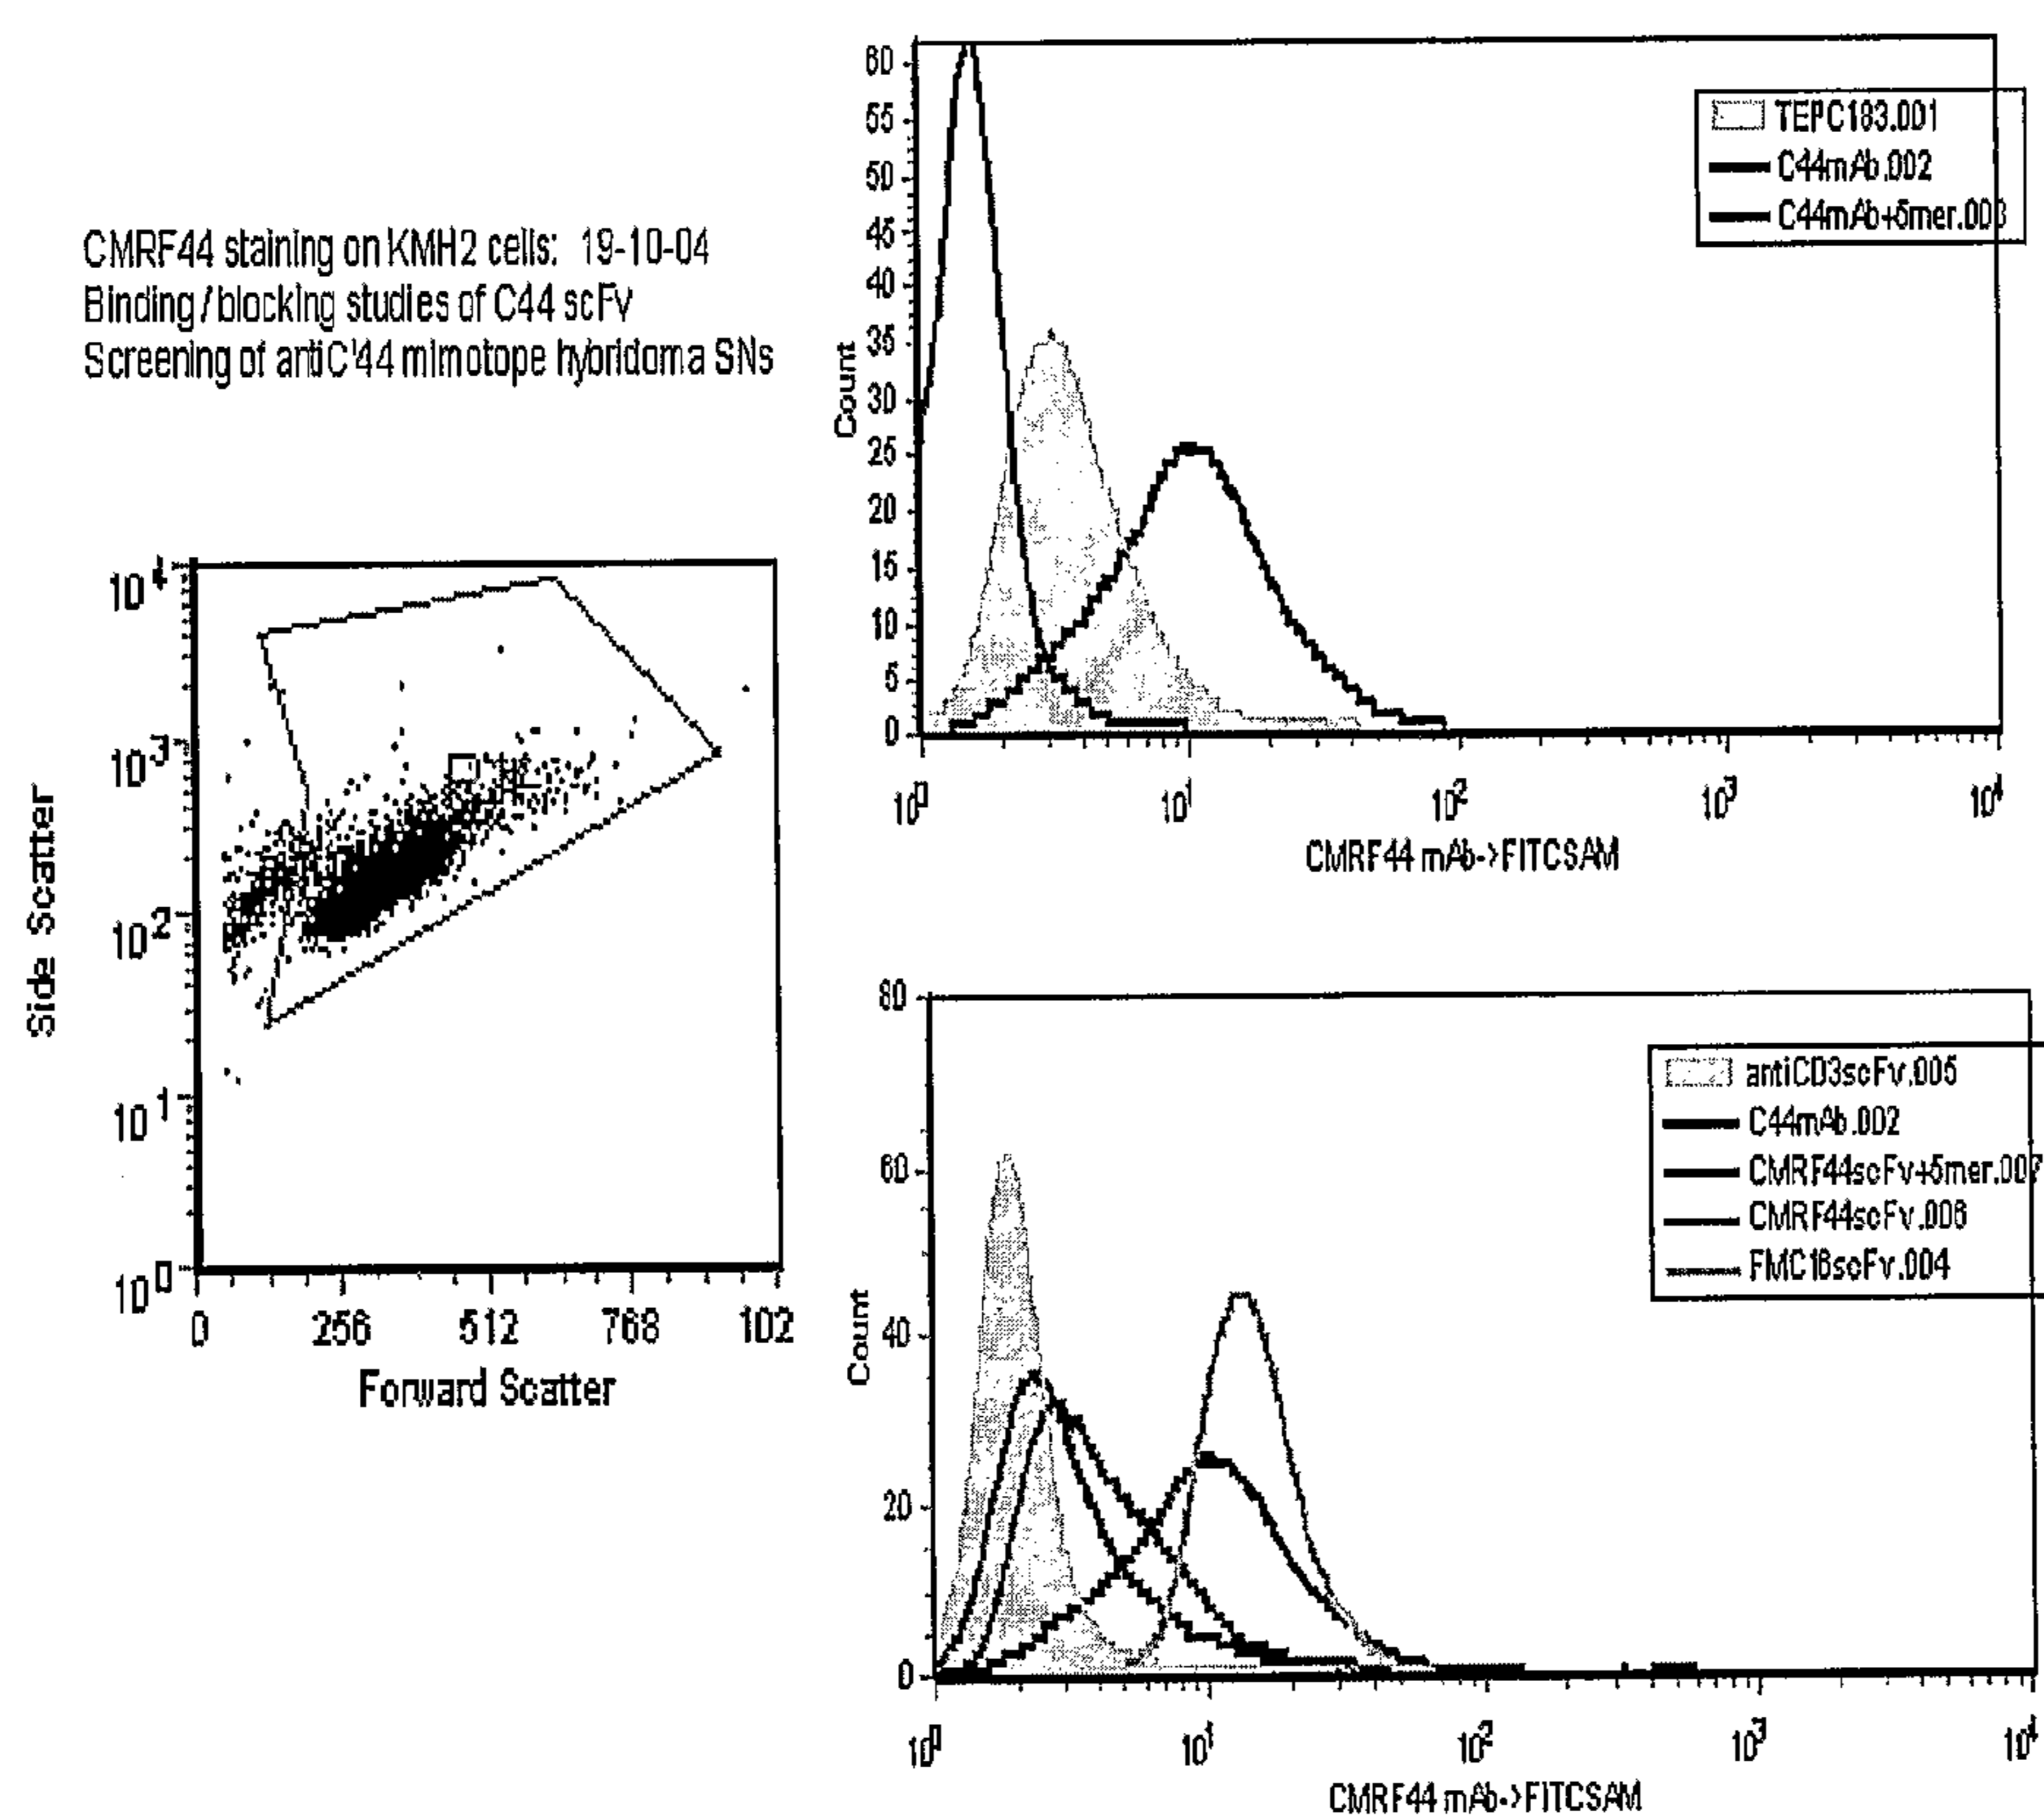 CMRF44 staining on KMH2 cells: 19-10-04
Binding / blocking studies of C44 scFv
Screening of antiC'44 mimotope hybridoma SNs
60
55
50
45
40
35
30
25
20
15
10
5
0
Count
TEPC183.001
C44mAb.002
C44mAb+5mer.003
10^0 10^1 10^2 10^3 10^4
CMRF44 mAb->FITCSAM
Side Scatter
10^4
10^3
10^2
10^1
10^0
0 256 512 768 102
Forward Scatter
80
60
40
20
0
Count
antiCD3scFv.005
C44mAb.002
CMRF44scFv+5mer.007
CMRF44scFv.006
FMC16scFv.004
10^0 10^1 10^2 10^3 10^4
CMRF44 mAb->FITCSAM